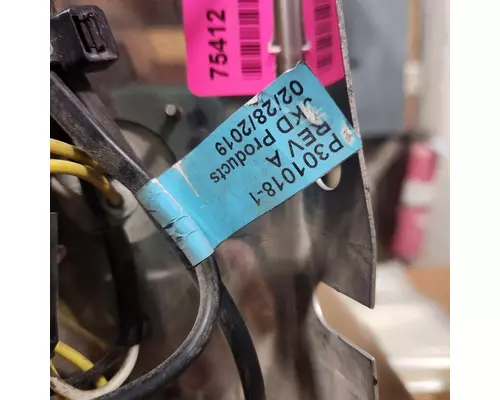 75412
P301018-1
REV A
JKD Products
02/28/2019